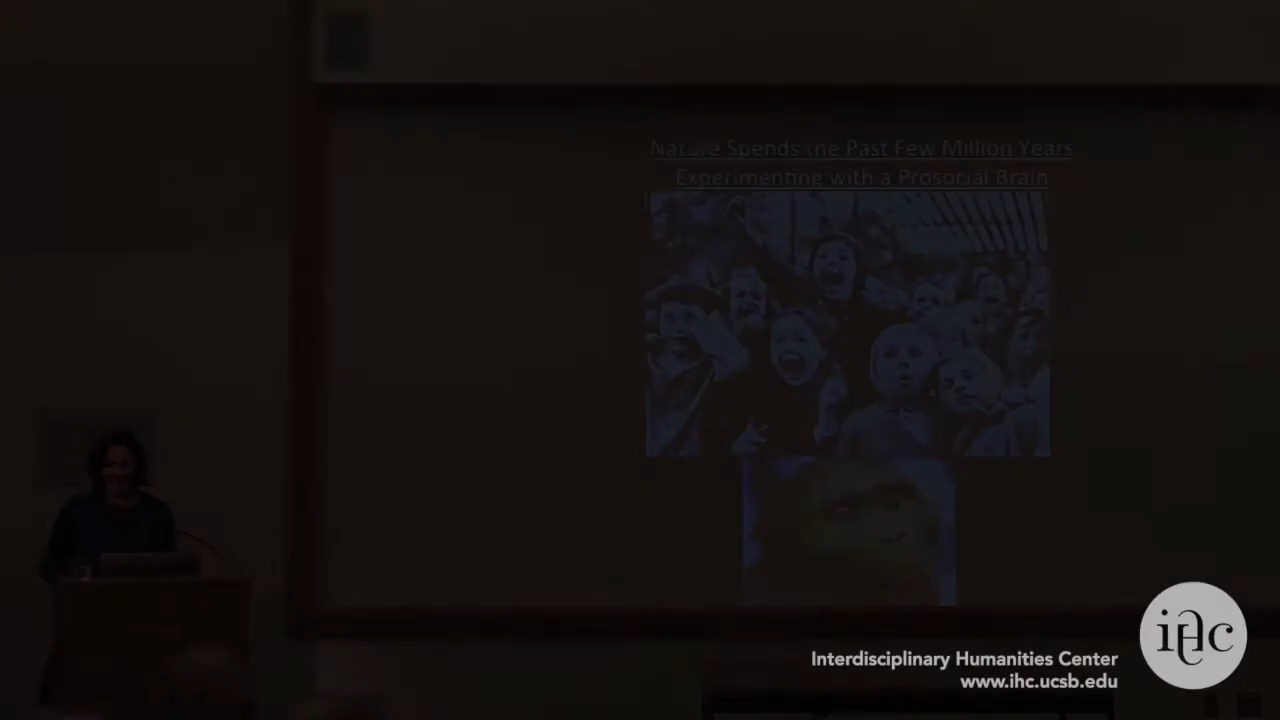 Nature Spends the Past Few Million Years
Experimenting with a Prosocial Brain
Interdisciplinary Humanities Center
www.ihc.ucsb.edu
ihc